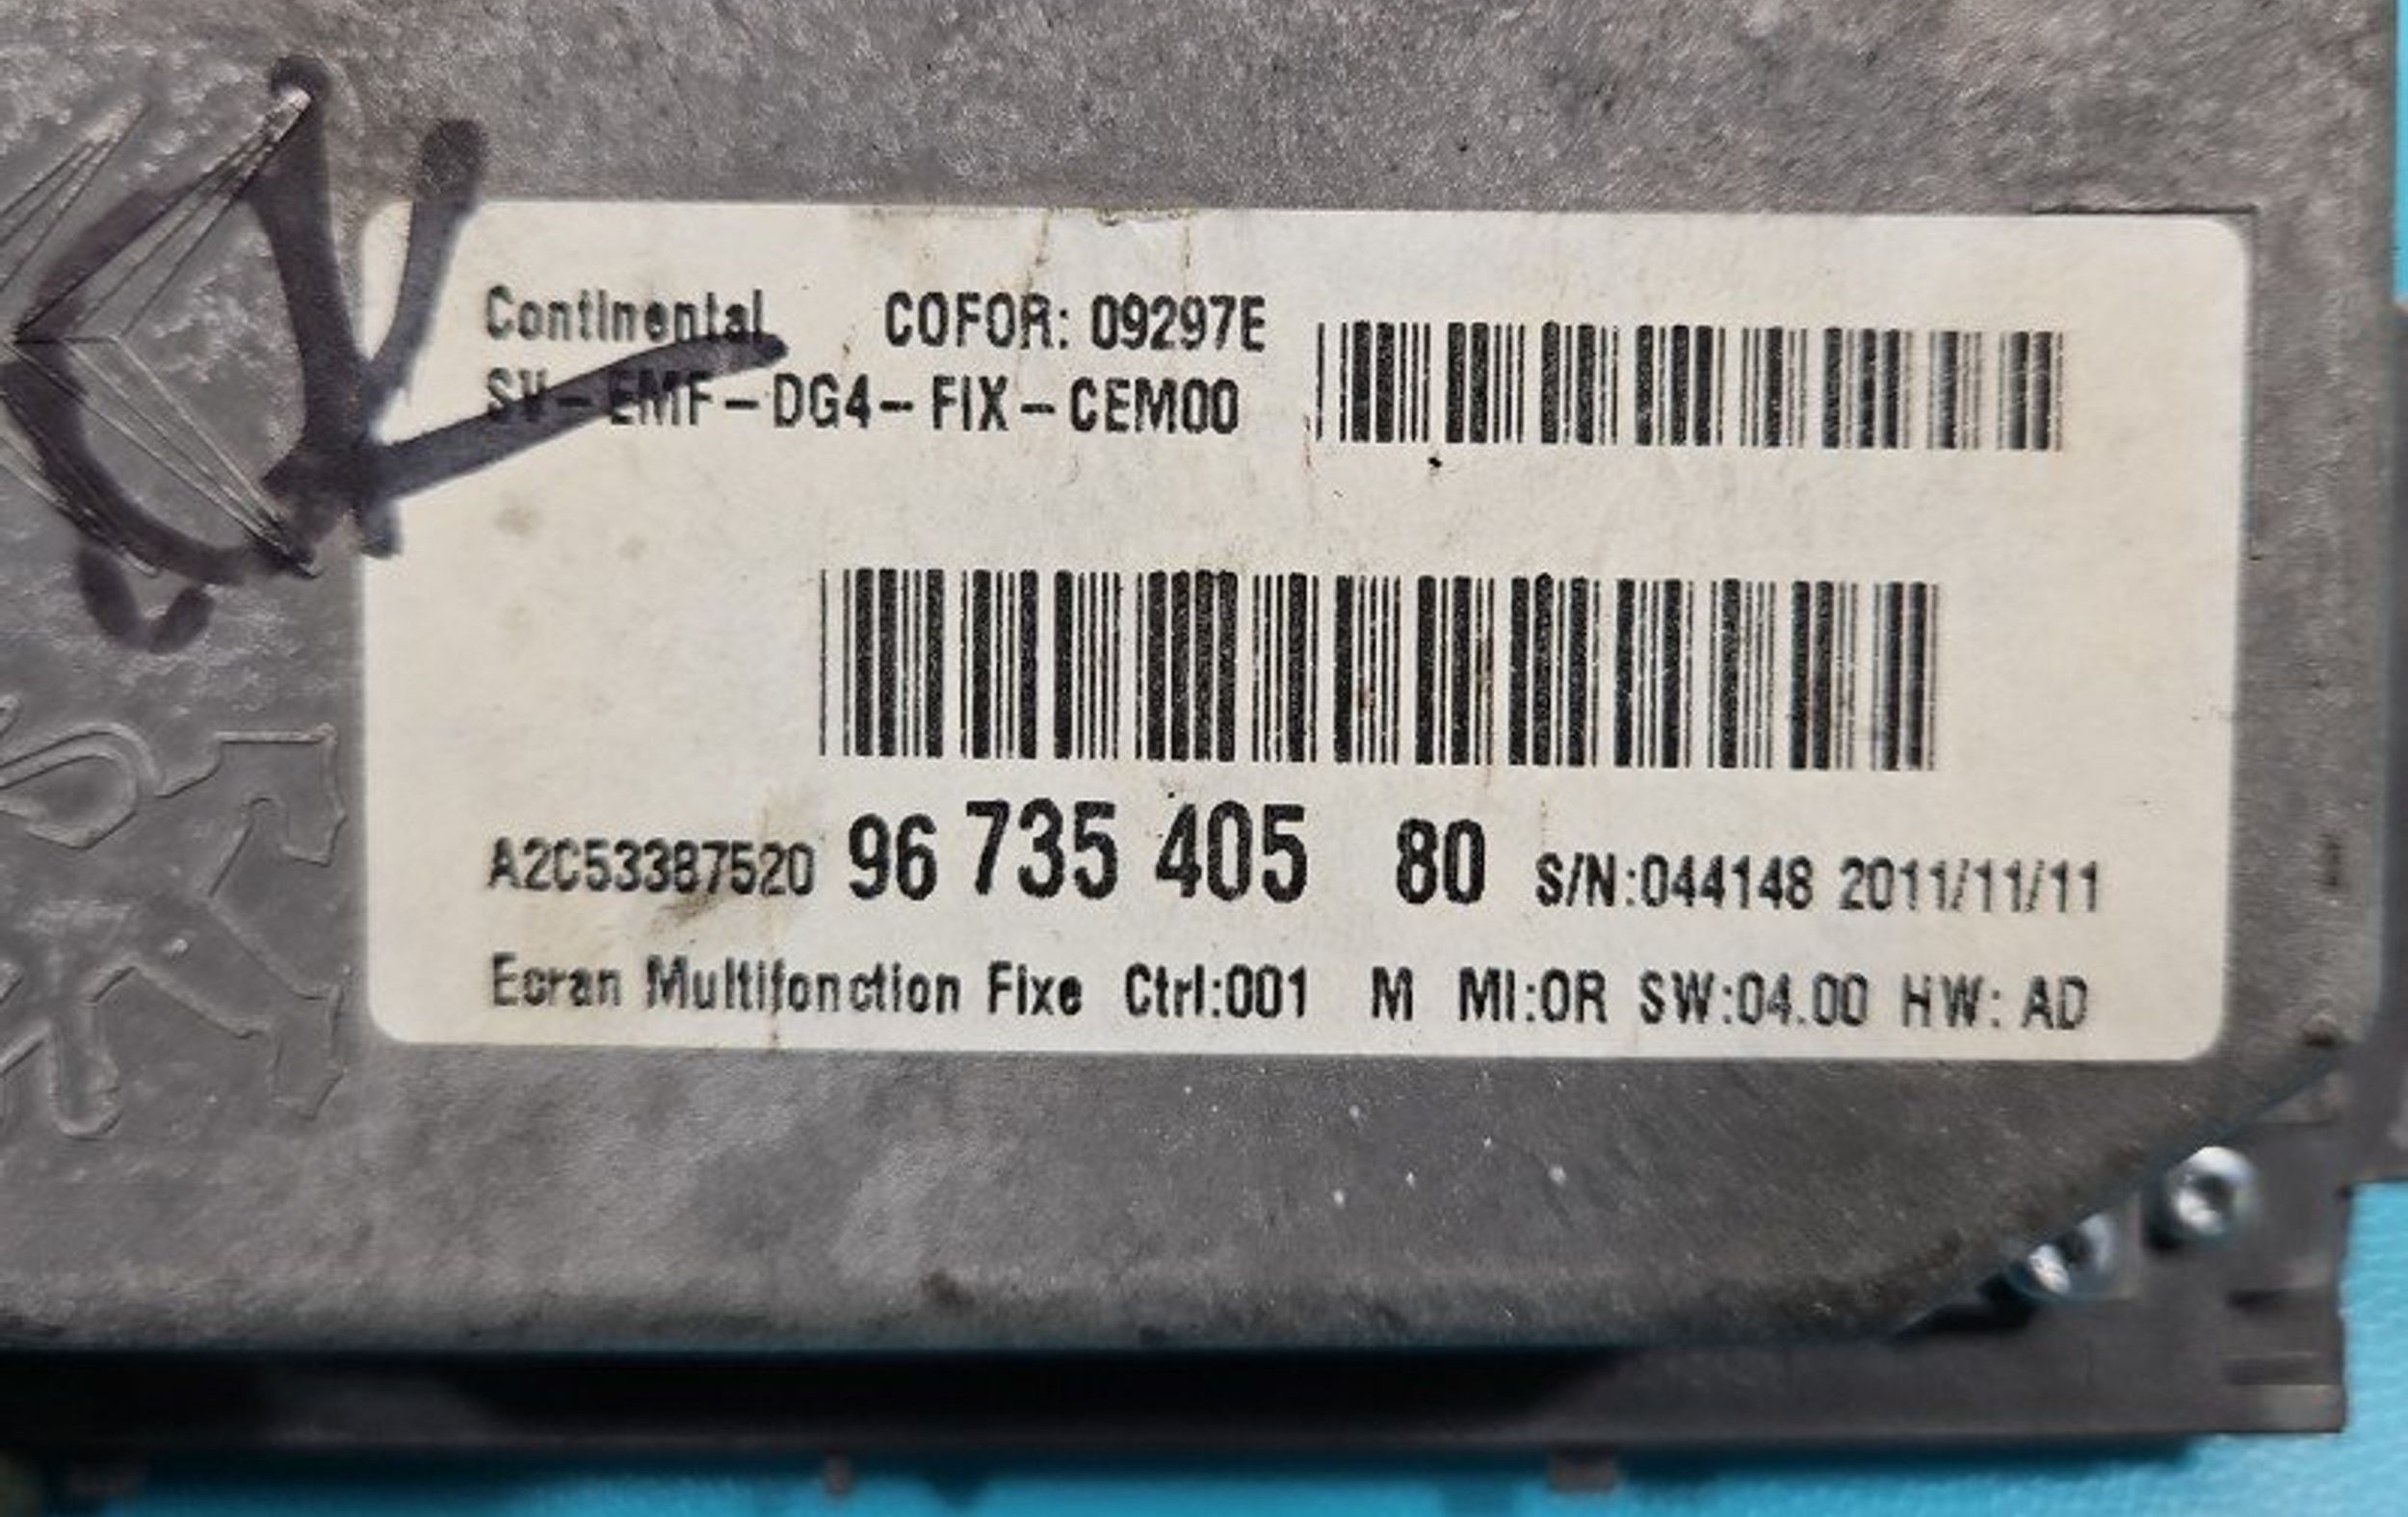 Continental COFOR: 09297E
SV-EMF-DG4-FIX-CEM00
A2C53387520 96 735 405 80 S/N:044148 2011/11/11
Ecran Multifonction Fixe Ctrl:001 M MI:OR SW:04.00 HW: AD